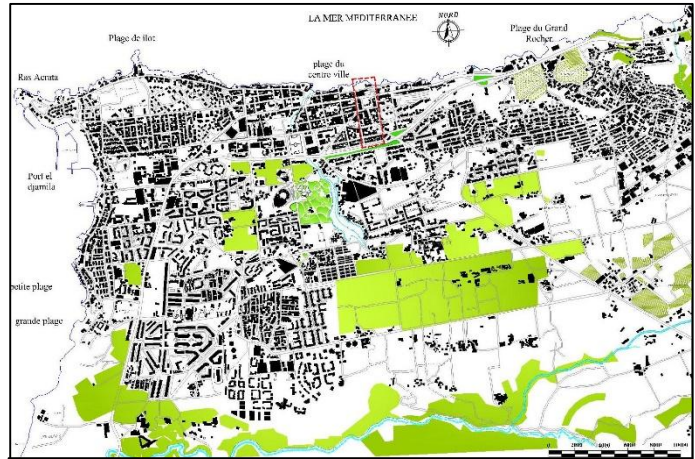 LA MER MEDITERRANEE
NORD
Plage du Grand
Rocher.
Plage de ilot
plage du
centre ville
Ras Acrata
Port el
djamila
petite plage
grande plage
0